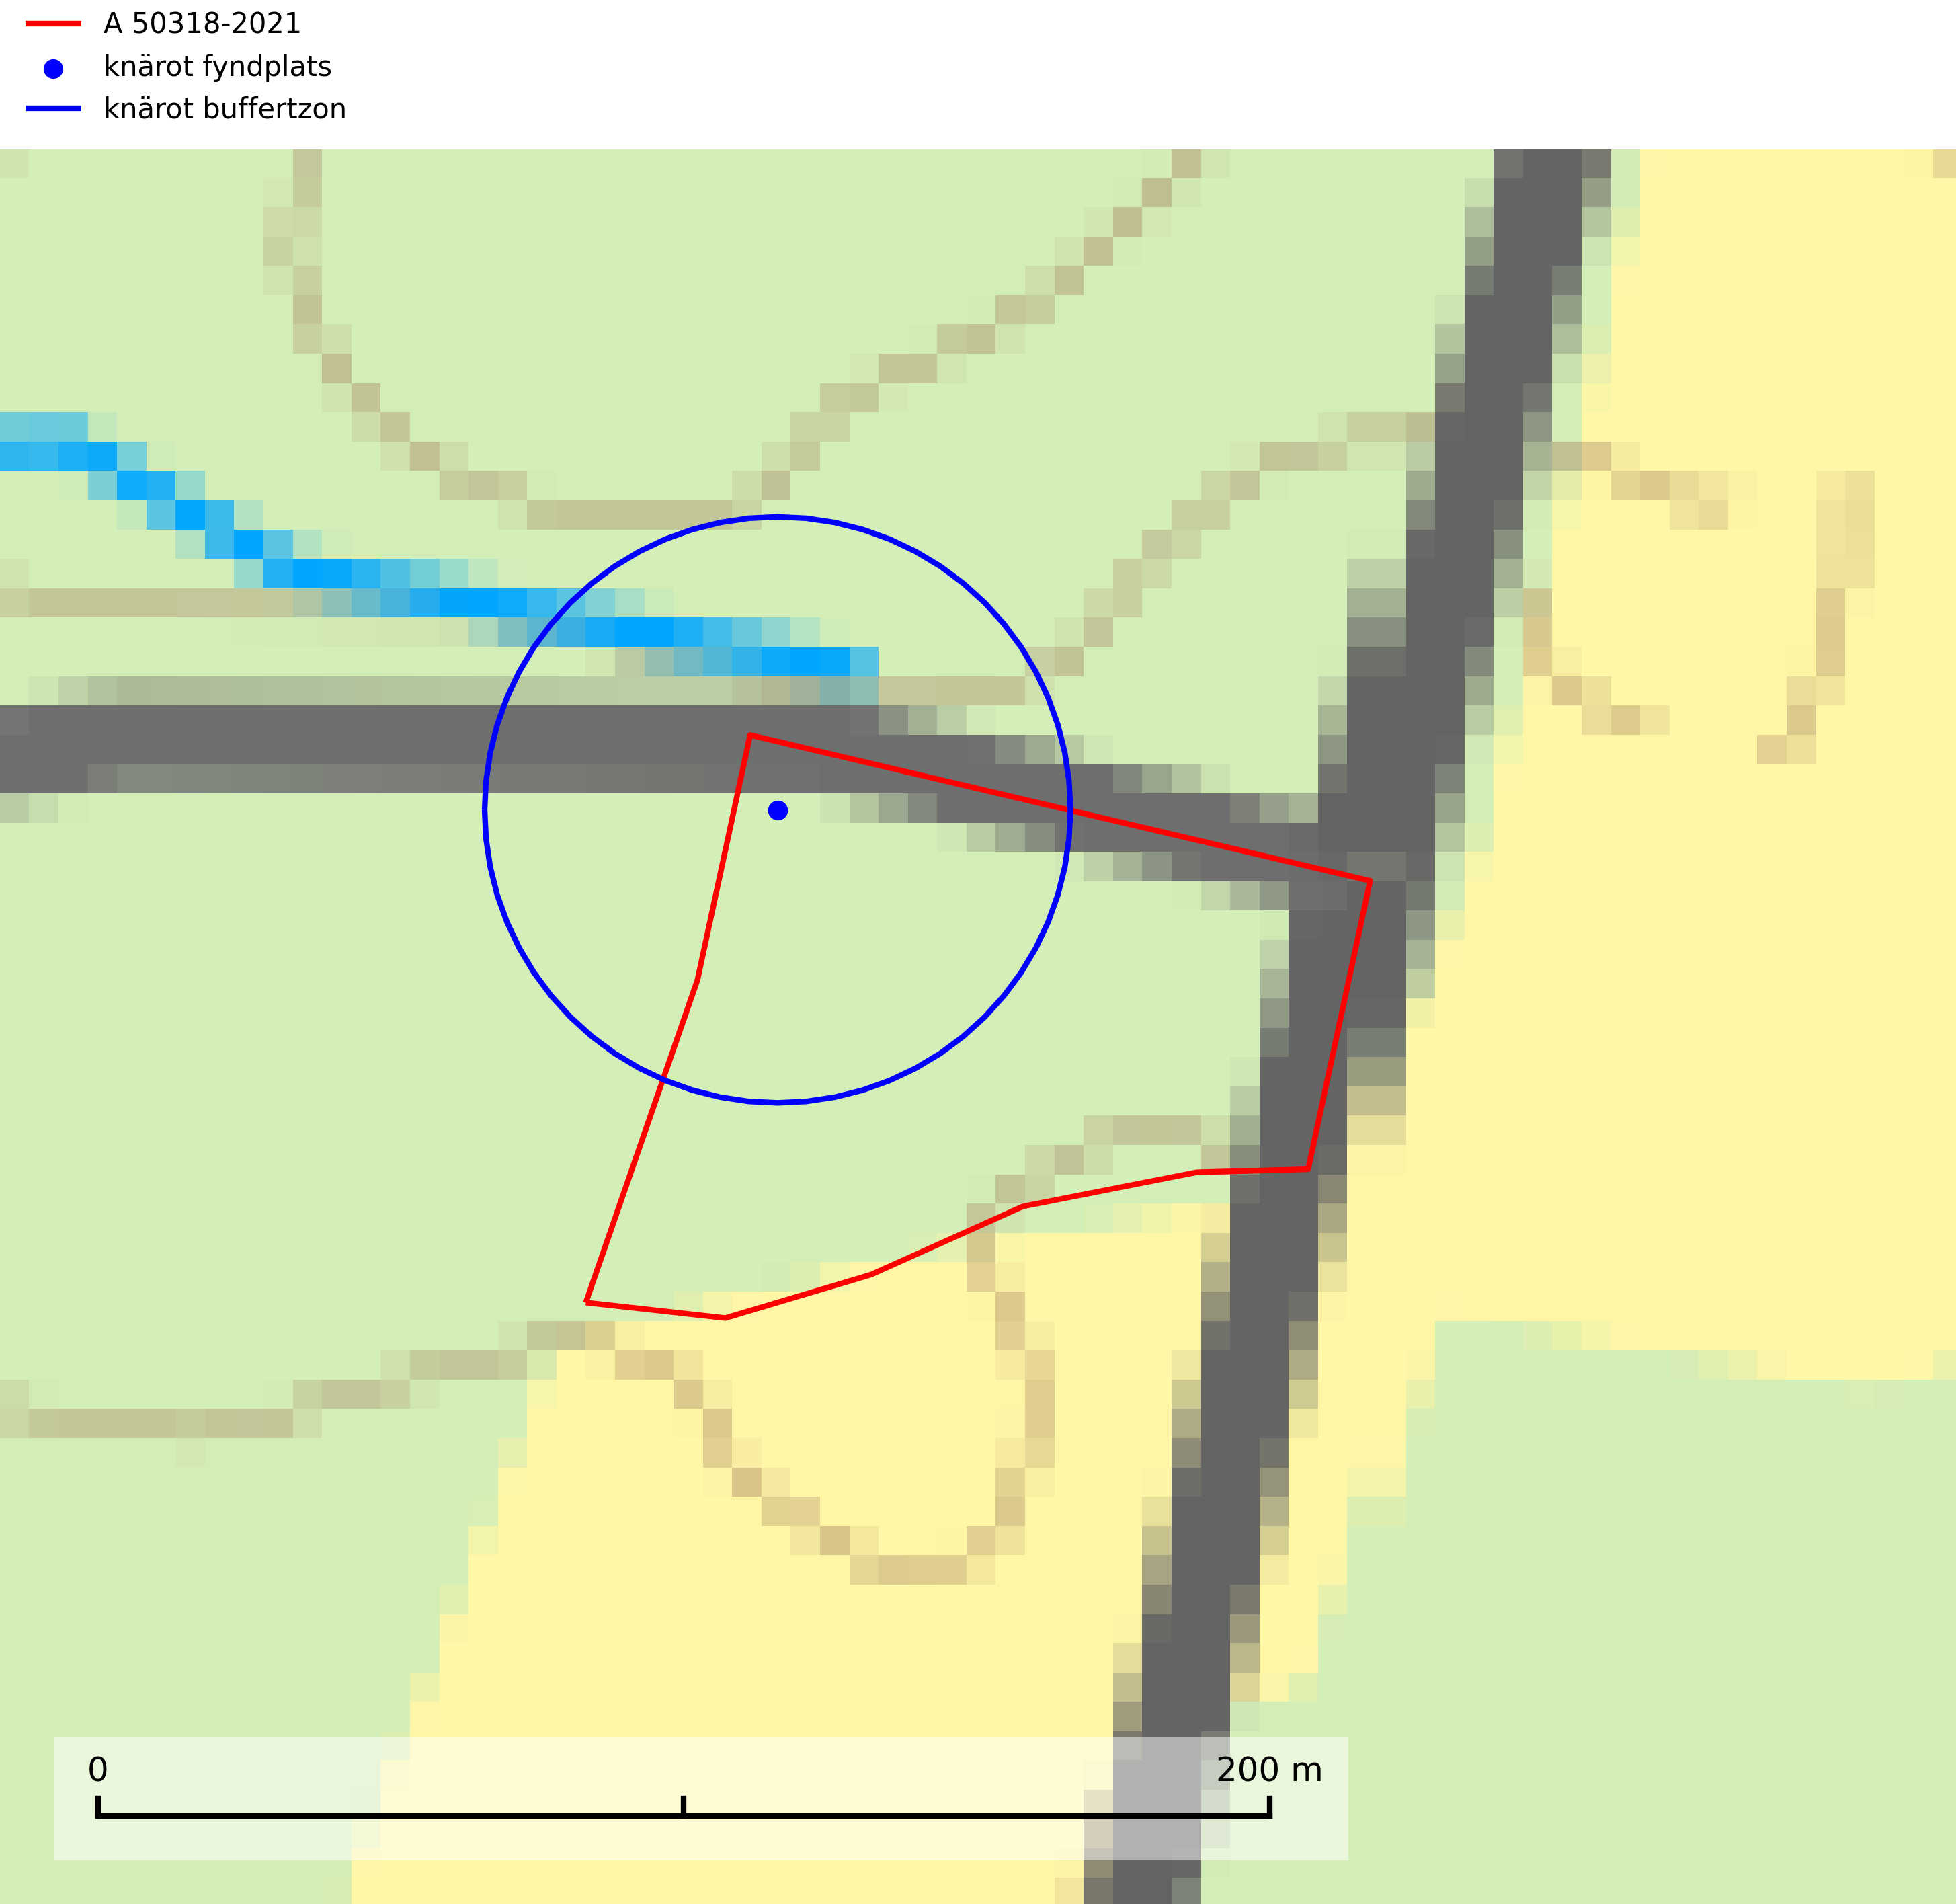 A 50318-2021
knärot fyndplats
knärot buffertzon
0 200 m